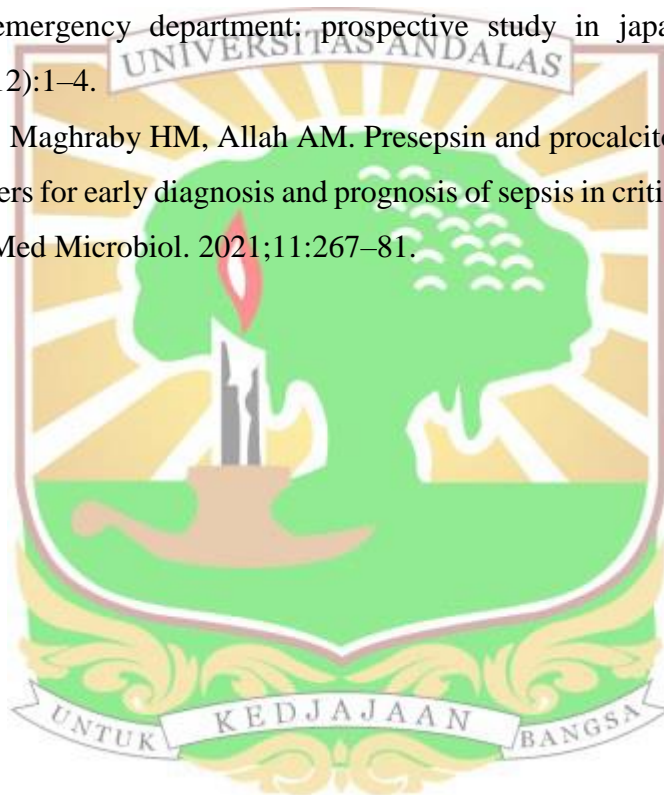 emergency department: prospective study in japa
UNIVERSITAS ANDALAS
12):1–4.
Maghraby HM, Allah AM. Presepsin and procalcito
ers for early diagnosis and prognosis of sepsis in criti
Med Microbiol. 2021;11:267–81.
UNTUK KEDJAJAAN BANGSA